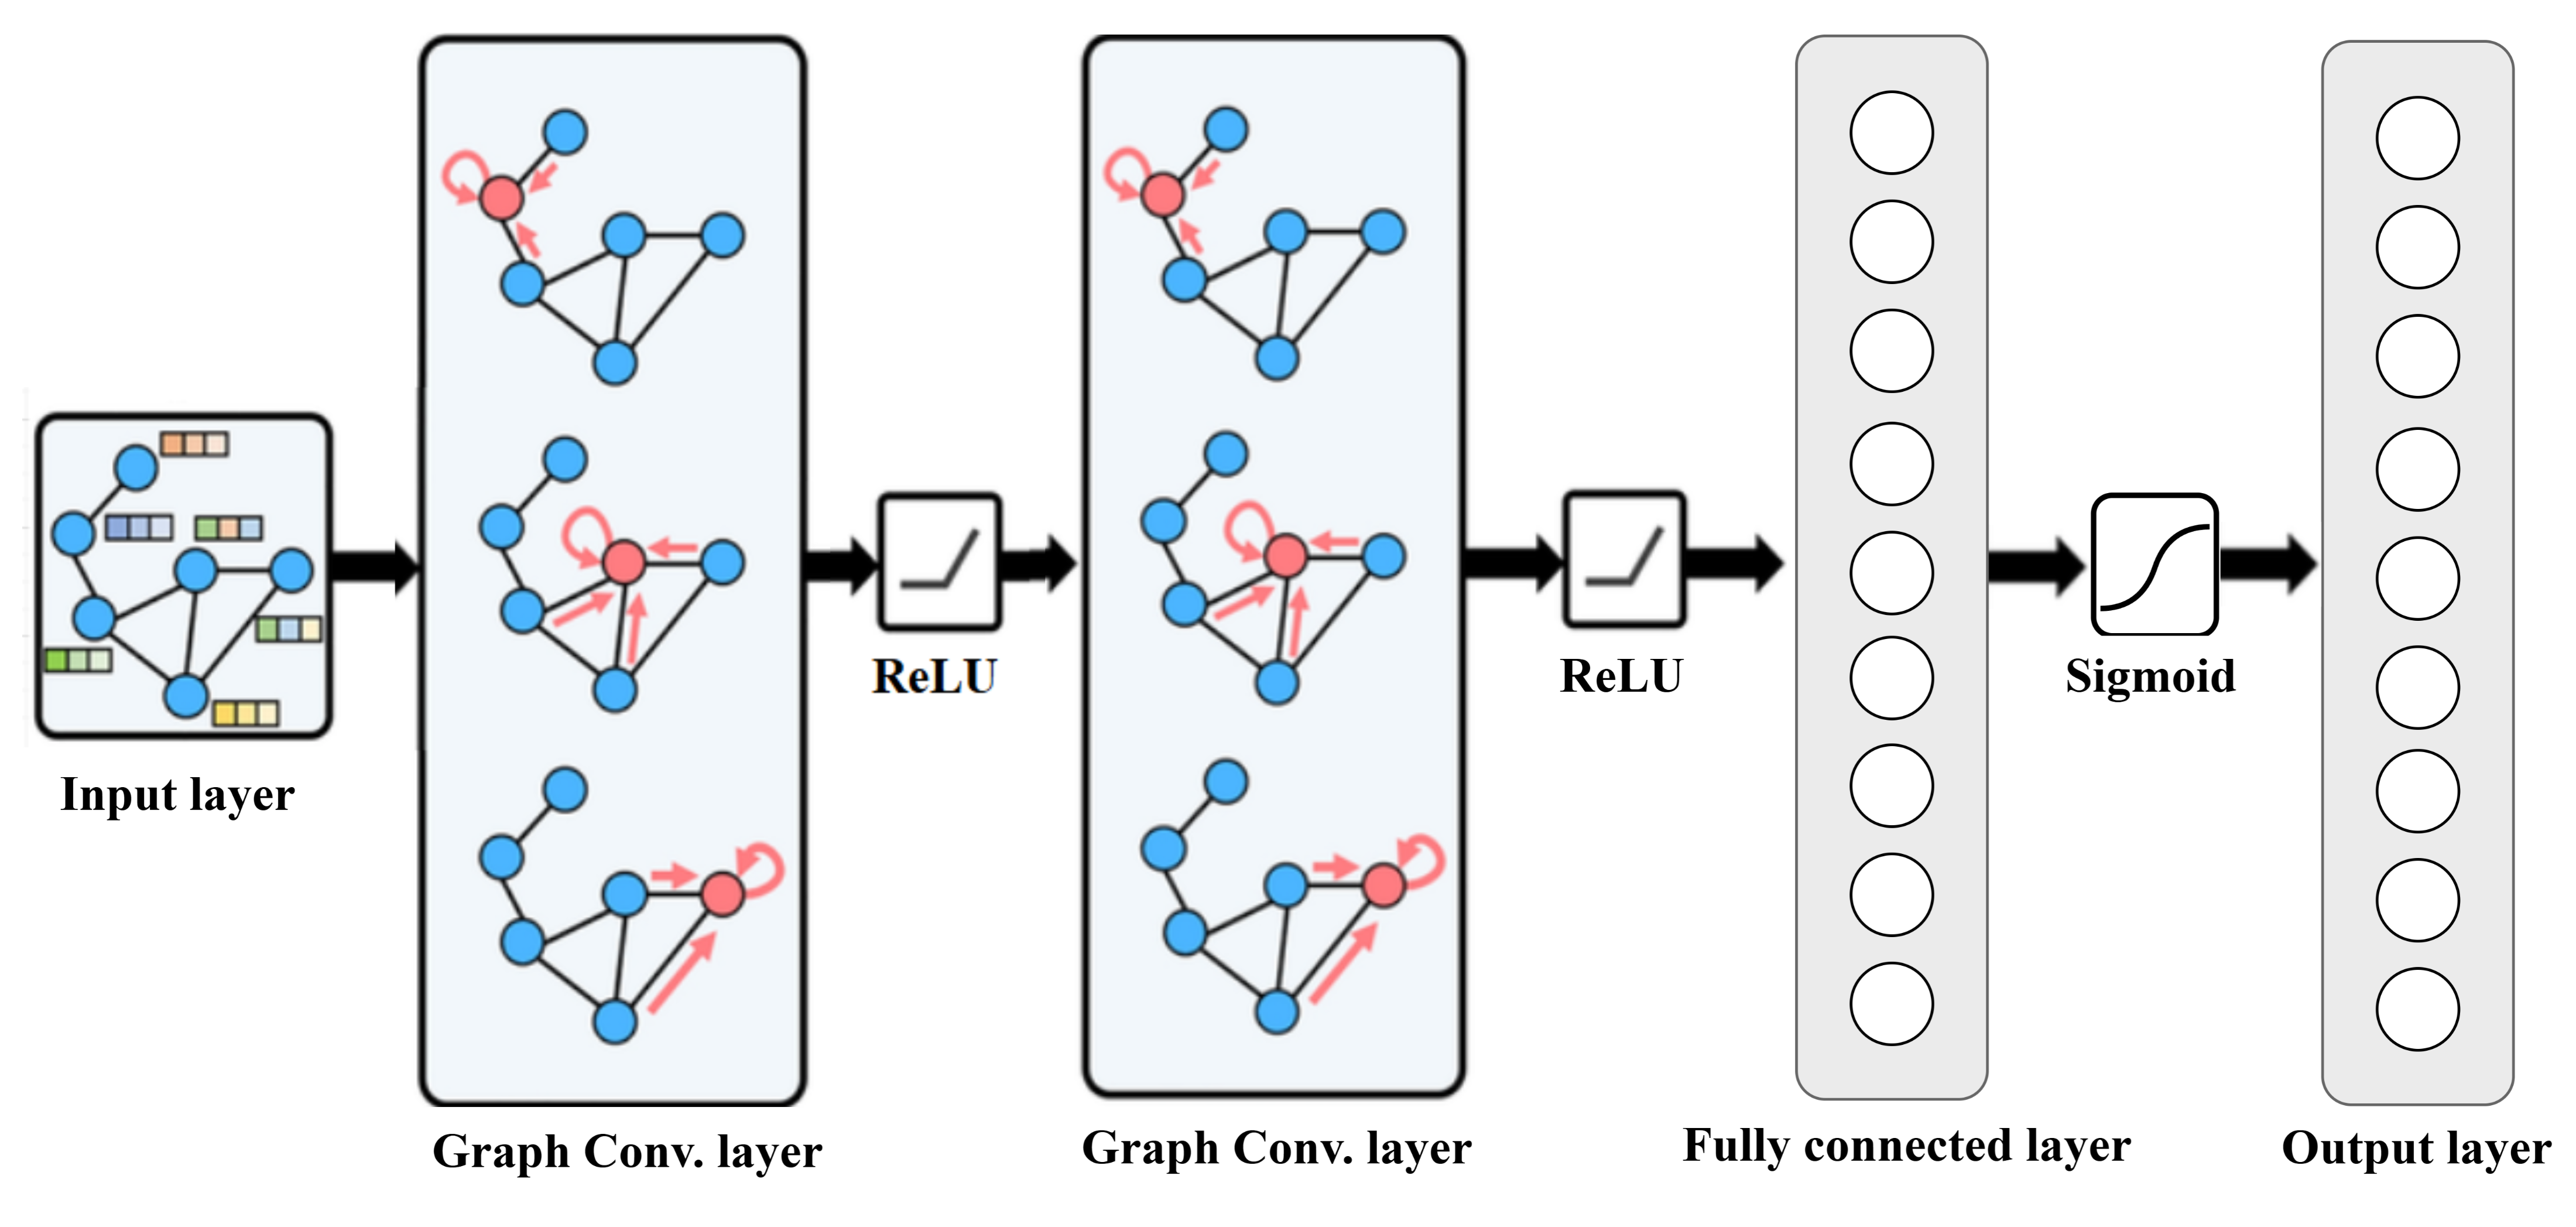 Input layer
Graph Conv. layer
ReLU
Graph Conv. layer
ReLU
Fully connected layer
Sigmoid
Output layer